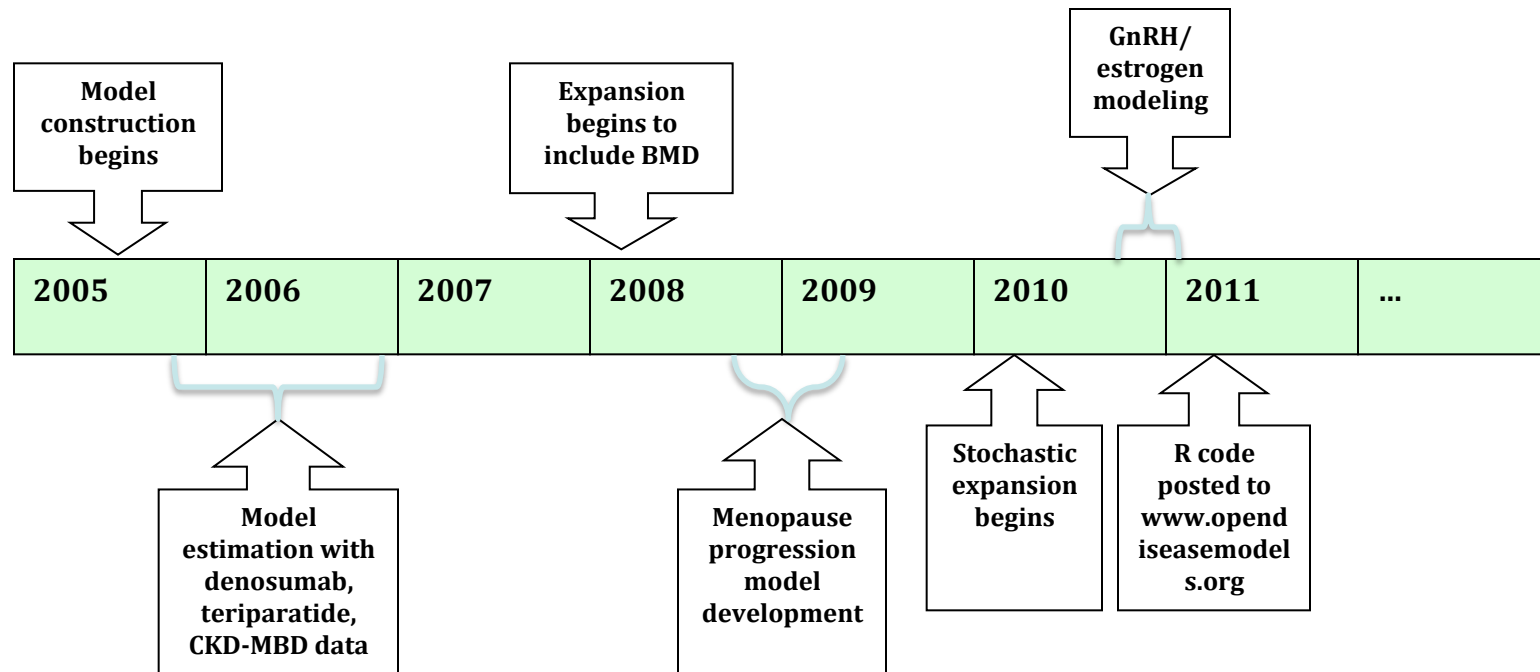 GnRH/
estrogen
modeling
Model
construction
begins
Expansion
begins to
include BMD
2005
2006
2007
2008
2009
2010
2011
...
Model
estimation with
denosumab,
teriparatide,
CKD-MBD data
Menopause
progression
model
development
Stochastic
expansion
begins
R code
posted to
www.opend
iseasemodel
s.org